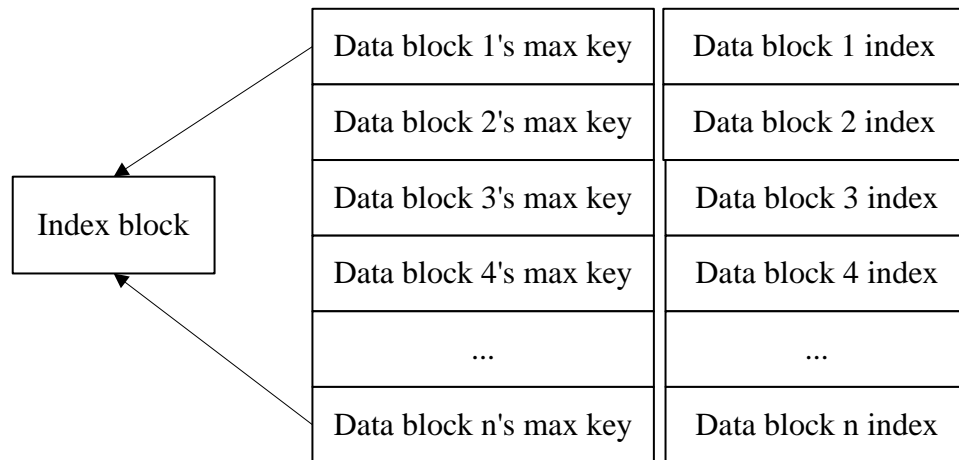 Data block 1's max key Data block 1 index
Data block 2's max key Data block 2 index
Data block 3's max key Data block 3 index
Index block
Data block 4's max key Data block 4 index
... ...
Data block n's max key Data block n index